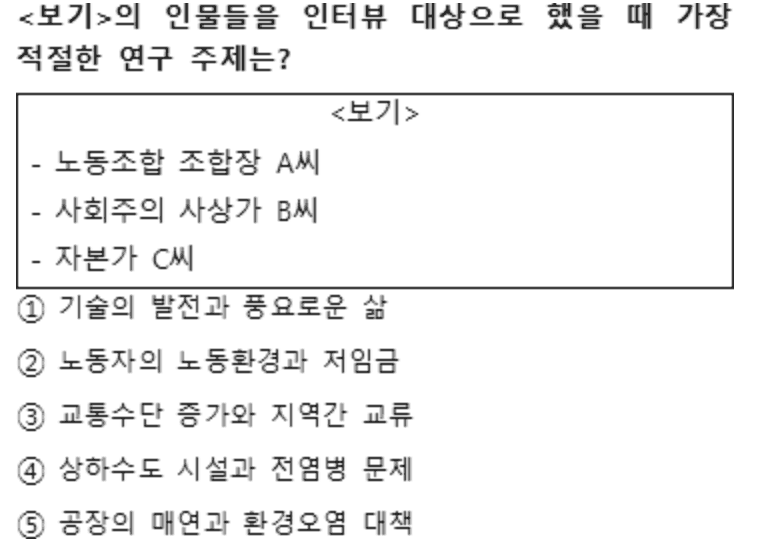 <보기>의 인물들을 인터뷰 대상으로 했을 때 가장
적절한 연구 주제는?
<보기>
- 노동조합 조합장 A씨
- 사회주의 사상가 B씨
- 자본가 C씨
① 기술의 발전과 풍요로운 삶
② 노동자의 노동환경과 저임금
③ 교통수단 증가와 지역간 교류
④ 상하수도 시설과 전염병 문제
⑤ 공장의 매연과 환경오염 대책